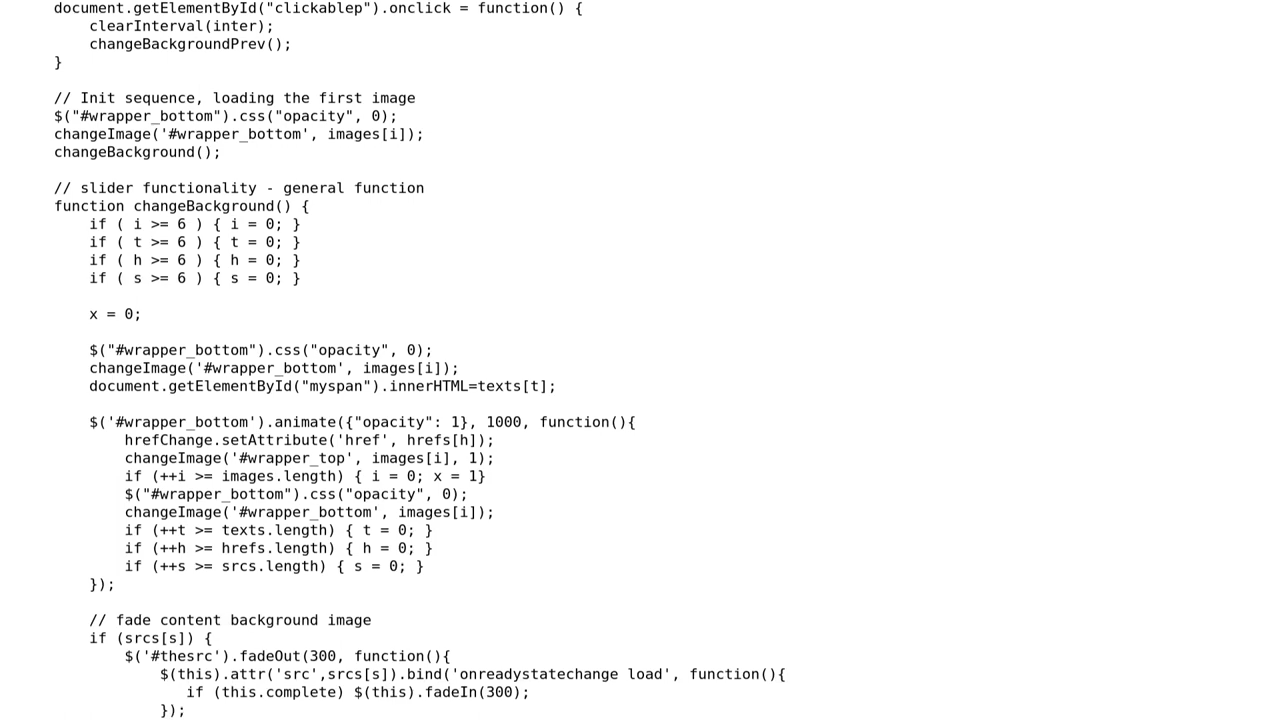 document.getElementById("clickablep").onclick = function() {
    clearInterval(inter);
    changeBackgroundPrev();
}

// Init sequence, loading the first image
$("#wrapper_bottom").css("opacity", 0);
changeImage('#wrapper_bottom', images[i]);
changeBackground();

// slider functionality - general function
function changeBackground() {
    if ( i >= 6 ) { i = 0; }
    if ( t >= 6 ) { t = 0; }
    if ( h >= 6 ) { h = 0; }
    if ( s >= 6 ) { s = 0; }

    x = 0;

    $("#wrapper_bottom").css("opacity", 0);
    changeImage('#wrapper_bottom', images[i]);
    document.getElementById("myspan").innerHTML=texts[t];

    $('#wrapper_bottom').animate({"opacity": 1}, 1000, function(){
        hrefChange.setAttribute('href', hrefs[h]);
        changeImage('#wrapper_top', images[i], 1);
        if (++i >= images.length) { i = 0; x = 1}
        $("#wrapper_bottom").css("opacity", 0);
        changeImage('#wrapper_bottom', images[i]);
        if (++t >= texts.length) { t = 0; }
        if (++h >= hrefs.length) { h = 0; }
        if (++s >= srcs.length) { s = 0; }
    });

    // fade content background image
    if (srcs[s]) {
        $('#thesrc').fadeOut(300, function(){
            $(this).attr('src',srcs[s]).bind('onreadystatechange load', function(){
               if (this.complete) $(this).fadeIn(300);
            });